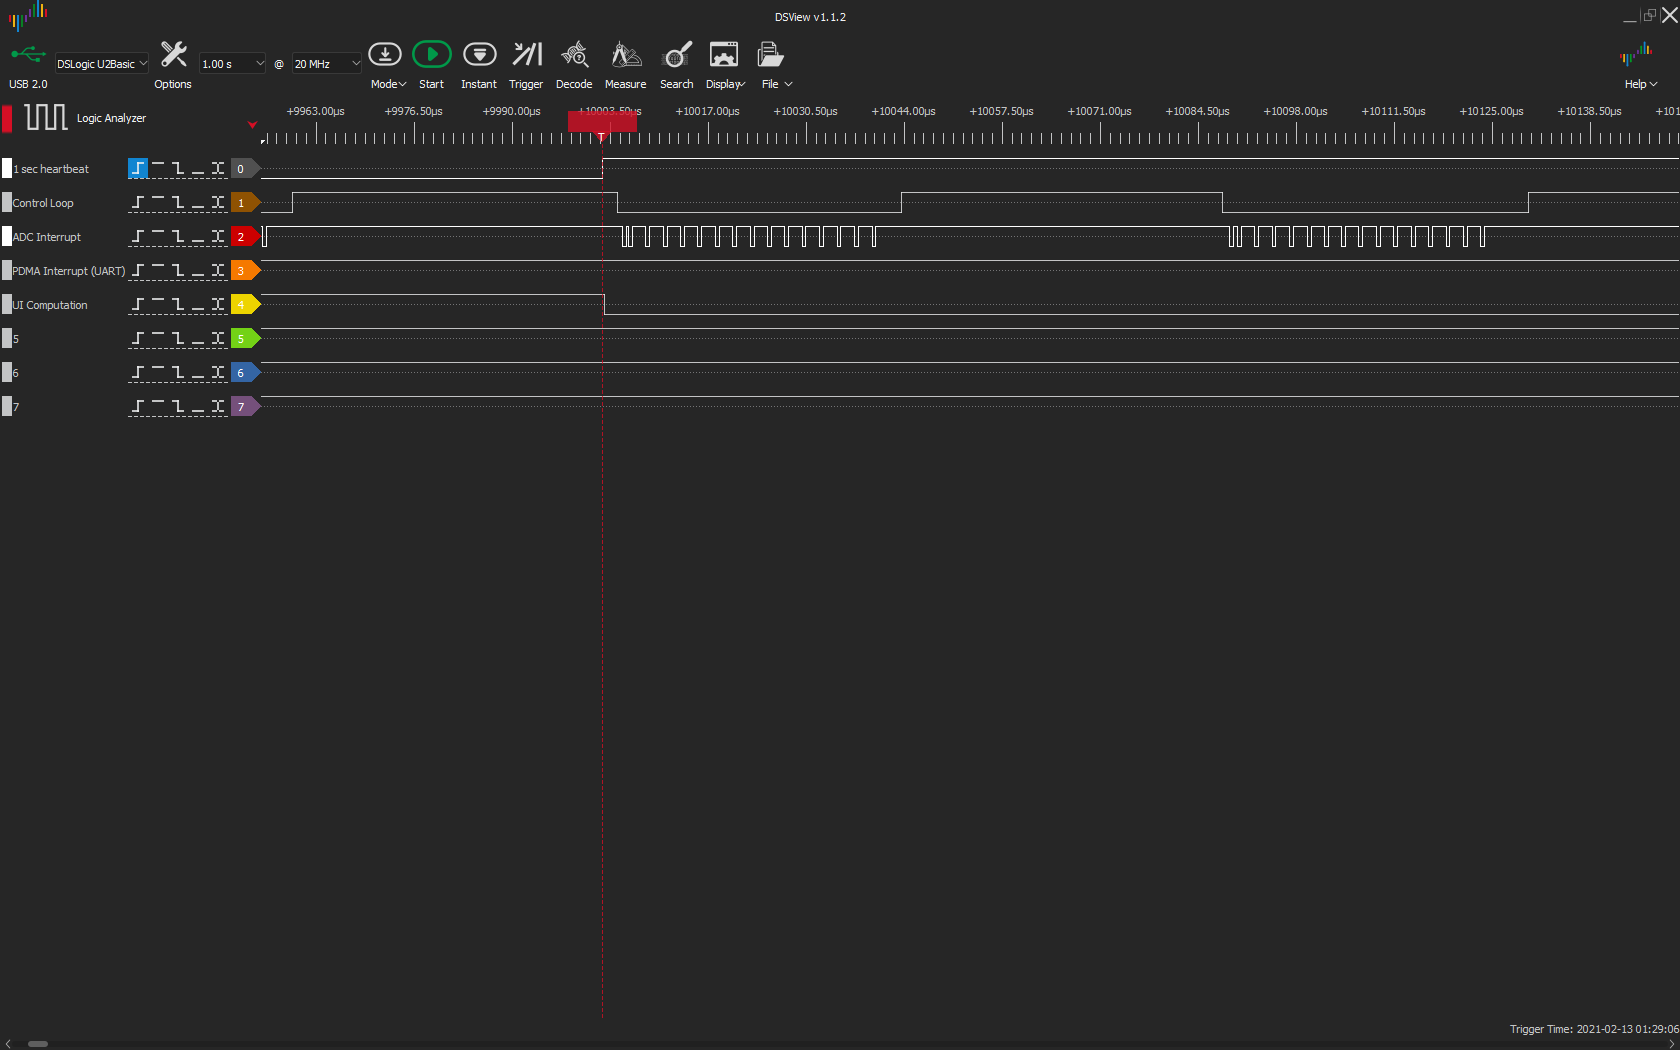 DSView v1.1.2
USB 2.0
DSLogic U2Basic
Options
1.00 s
@
20 MHz
Mode
Start
Instant
Trigger
Decode
Measure
Search
Display
File
Help
Logic Analyzer
+9963.00µs +9976.50µs +9990.00µs +10003.50µs +10017.00µs +10030.50µs +10044.00µs +10057.50µs +10071.00µs +10084.50µs +10098.00µs +10111.50µs +10125.00µs +10138.50µs +101
T
1 sec heartbeat 0
Control Loop 1
ADC Interrupt 2
PDMA Interrupt (UART) 3
UI Computation 4
5 5
6 6
7 7
Trigger Time: 2021-02-13 01:29:06